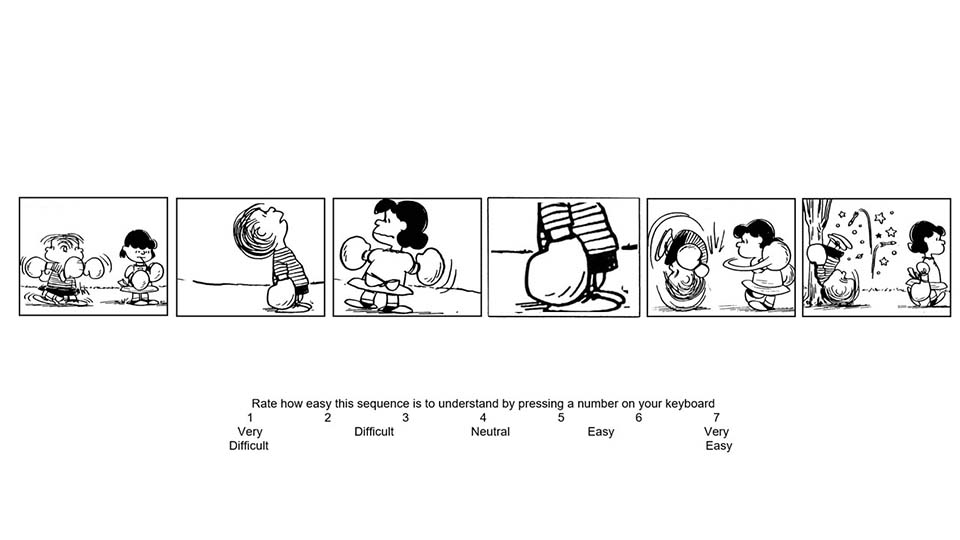 Rate how easy this sequence is to understand by pressing a number on your keyboard
1 2 3 4 5 6 7
Very Difficult Neutral Easy Very
Difficult Easy